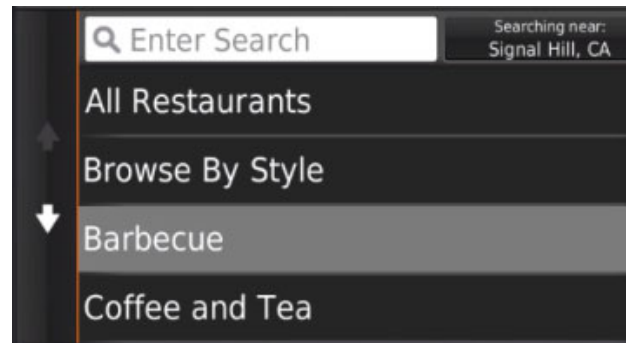 Enter Search
Searching near:
Signal Hill, CA
All Restaurants
Browse By Style
Barbecue
Coffee and Tea